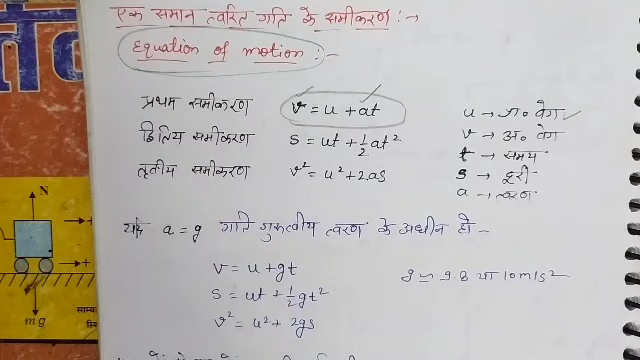 एक समान त्वरित गति के समीकरण:-
Equation of motion:-
प्रथम समीकरण v = u + at
द्वितिय समीकरण s = ut + 1/2 at²
तृतीय समीकरण v² = u² + 2as
u → प्रा० वेग
v → अ० वेग
t → समय
s → दूरी
a → त्वरण
यदि a = g गति गुरुत्वीय त्वरण के अधीन हो -
v = u + gt
s = ut + 1/2 gt²
v² = u² + 2gs
g ≃ 9.8 या 10 m/s²
N
mg